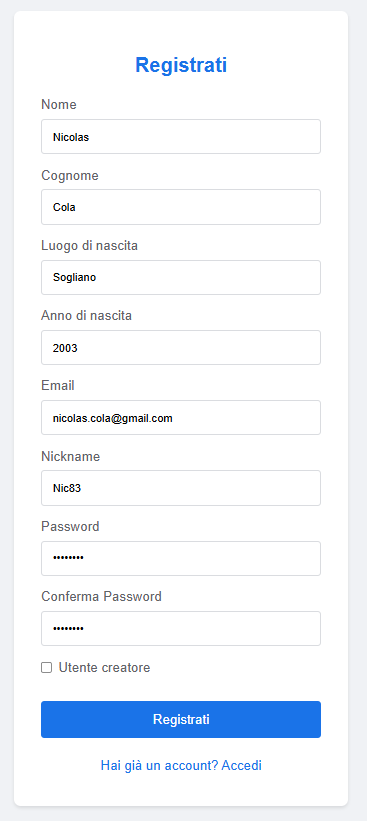 Registrati
Nome
Nicolas
Cognome
Cola
Luogo di nascita
Sogliano
Anno di nascita
2003
Email
nicolas.cola@gmail.com
Nickname
Nic83
Password
••••••••
Conferma Password
••••••••
Utente creatore
Registrati
Hai già un account? Accedi